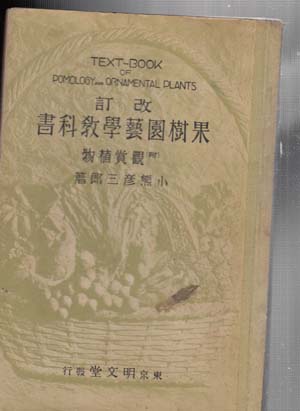 TEXT-BOOK
OF
POMOLOGY AND ORNAMENTAL PLANTS
訂改
書科教學藝園樹果
物植賞觀(附)
著郎三彦熊小
行發堂文明京東